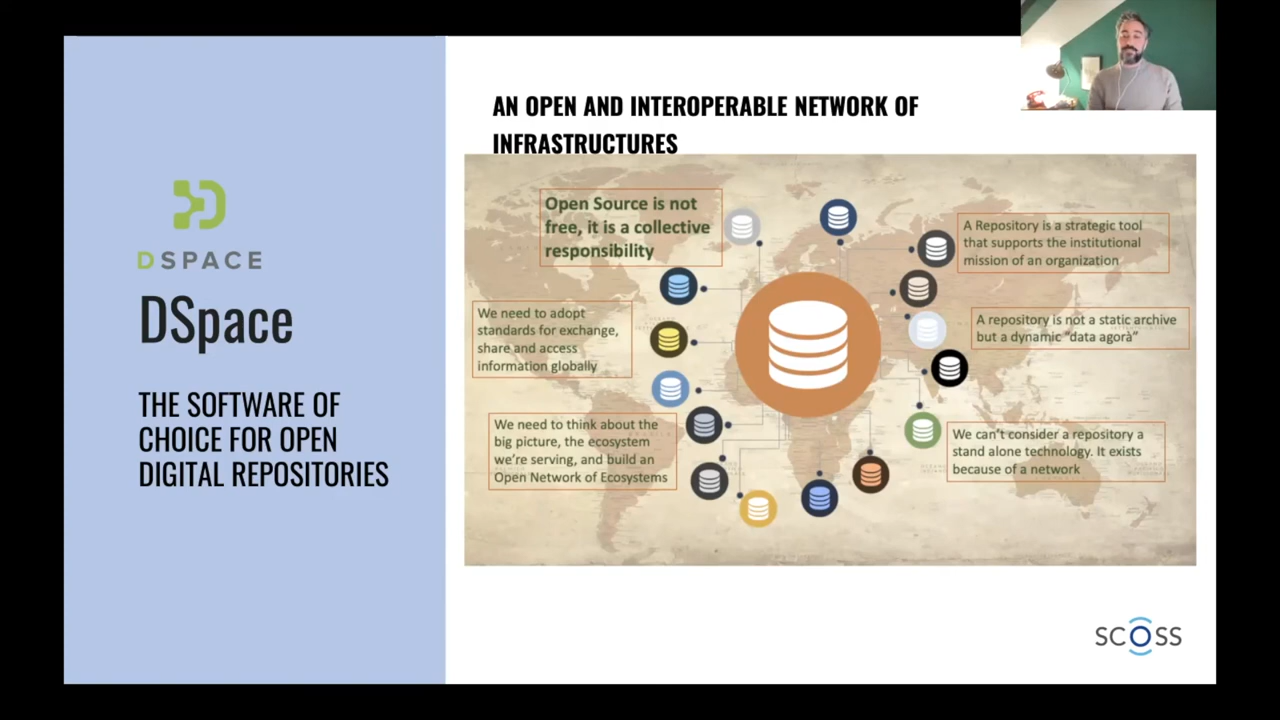 DSPACE
DSpace
THE SOFTWARE OF
CHOICE FOR OPEN
DIGITAL REPOSITORIES
AN OPEN AND INTEROPERABLE NETWORK OF
INFRASTRUCTURES
Open Source is not
free, it is a collective
responsibility
We need to adopt
standards for exchange,
share and access
information globally
We need to think about the
big picture, the ecosystem
we're serving, and build an
Open Network of Ecosystems
A Repository is a strategic tool
that supports the institutional
mission of an organization
A repository is not a static archive
but a dynamic "data agorà"
We can't consider a repository a
stand alone technology. It exists
because of a network
SCOSS